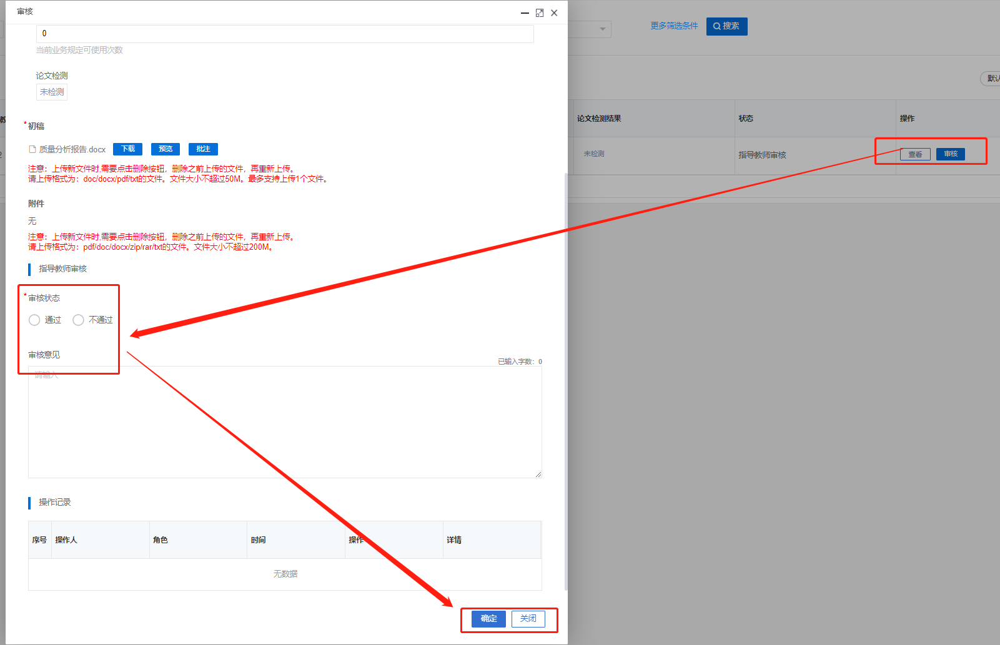 审核
0
当前业务规定可使用次数
论文检测
未检测
*初稿
质量分析报告.docx 下载 预览 批注
注意：上传新文件时,需要点击删除按钮，删除之前上传的文件，再重新上传。
请上传格式为：doc/docx/pdf/txt的文件。文件大小不超过50M。最多支持上传1个文件。
附件
无
注意：上传新文件时,需要点击删除按钮，删除之前上传的文件，再重新上传。
请上传格式为：pdf/doc/docx/zip/rar/txt的文件。文件大小不超过200M。
指导教师审核
*审核状态
通过 不通过
审核意见
已输入字数：0
请输入
操作记录
序号 操作人 角色 时间 操作 详情
无数据
确定 关闭
更多筛选条件 搜索
默认
论文检测结果 状态 操作
未检测 指导教师审核 查看 审核